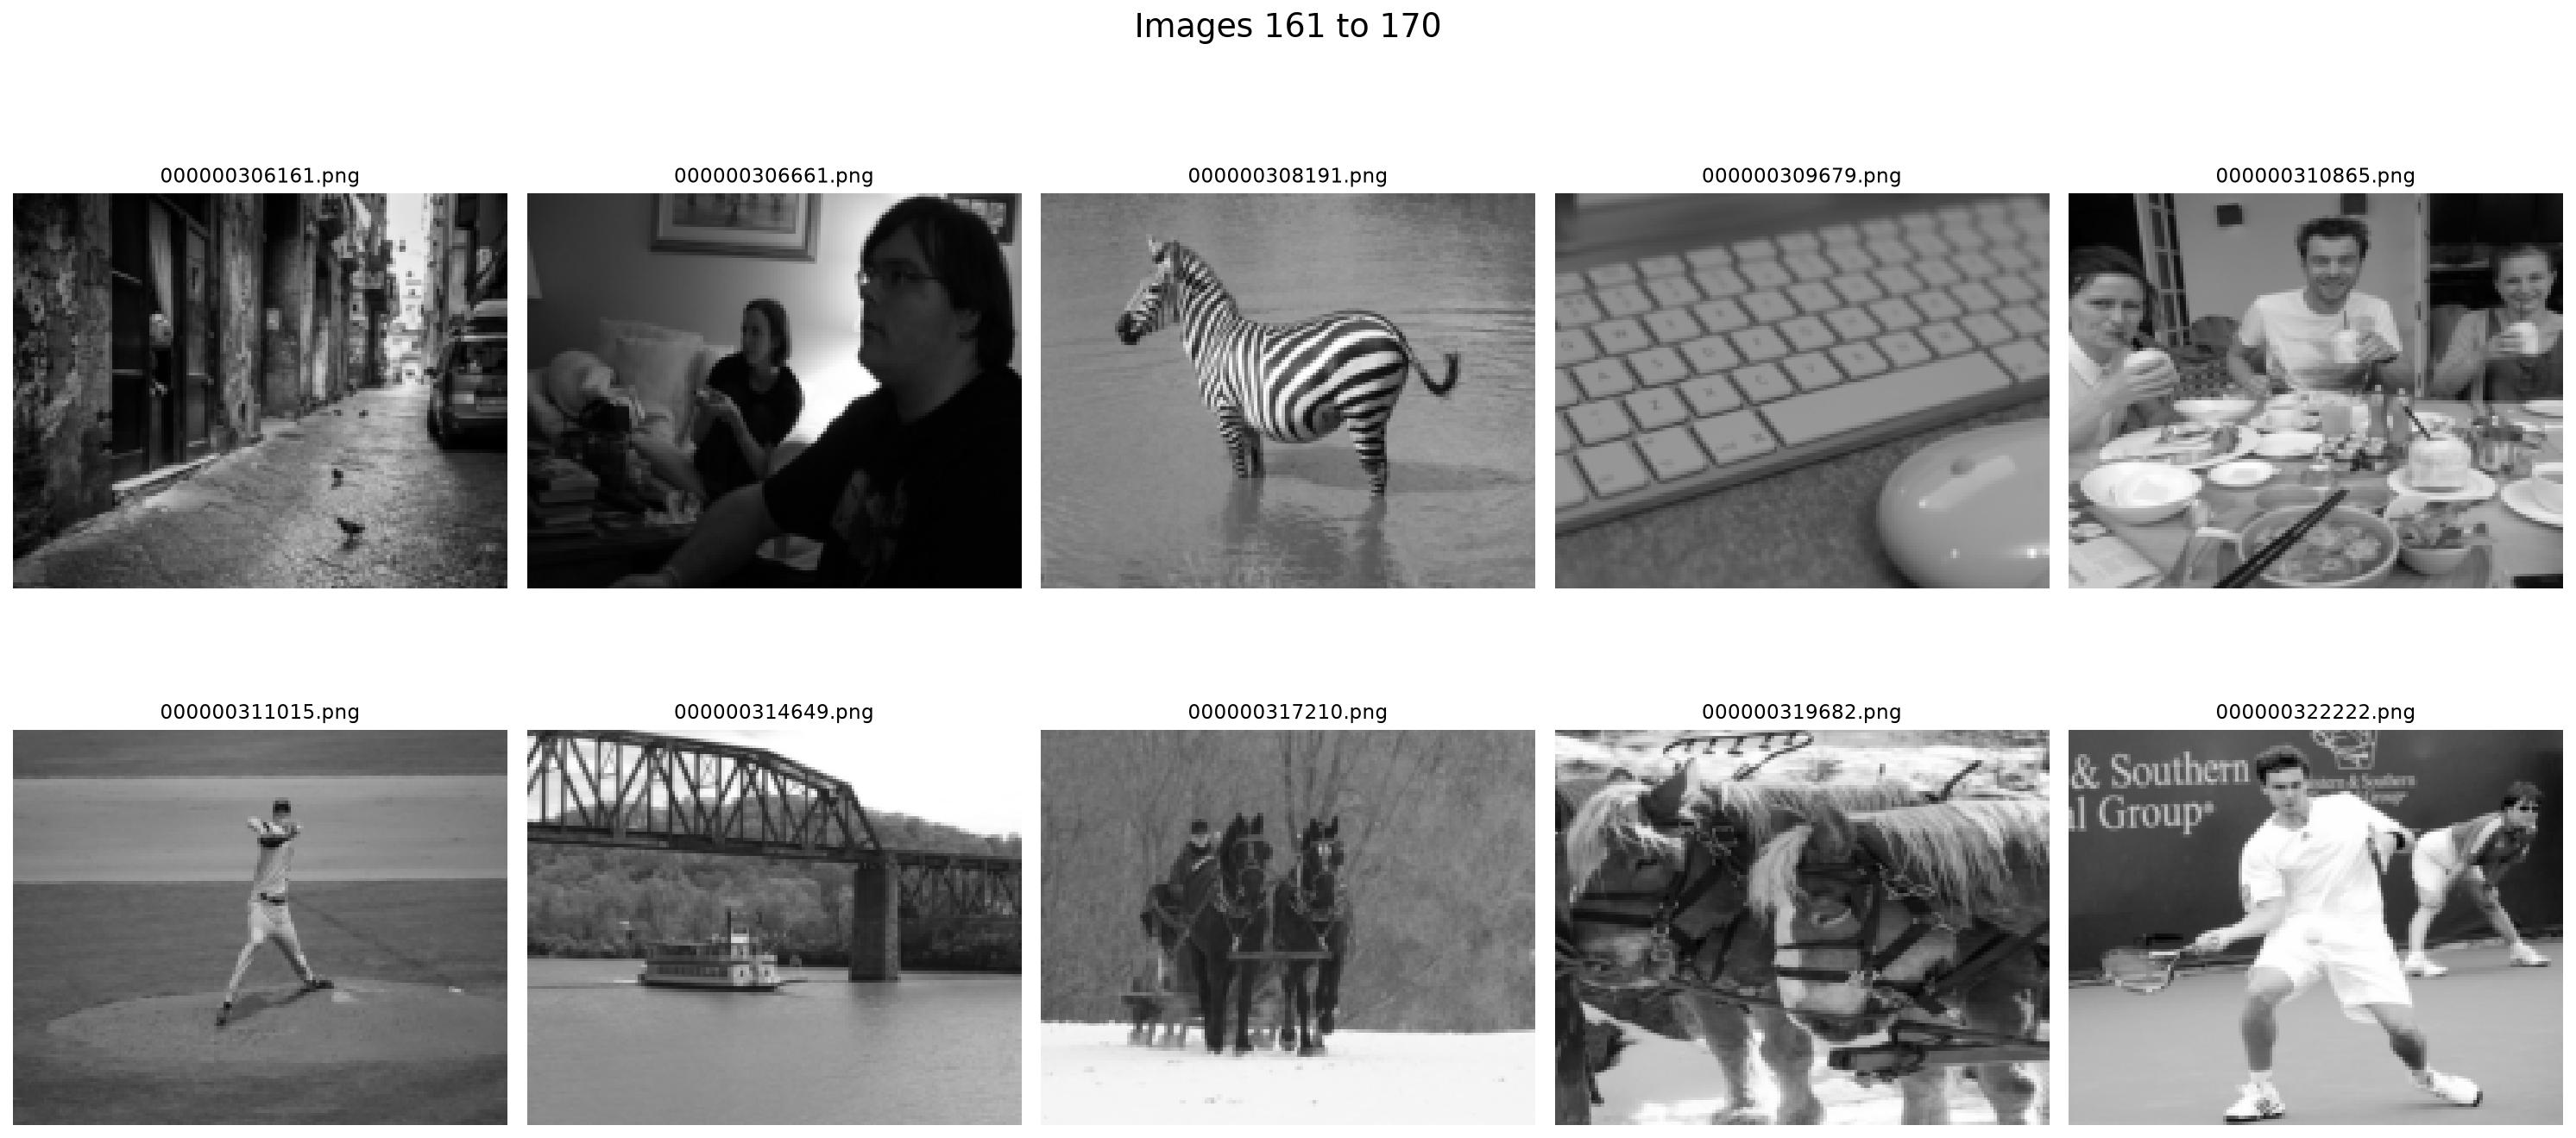 Images 161 to 170
000000306161.png
000000306661.png
000000308191.png
000000309679.png
000000310865.png
000000311015.png
000000314649.png
000000317210.png
000000319682.png
000000322222.png
& Southern
& Southern
Group